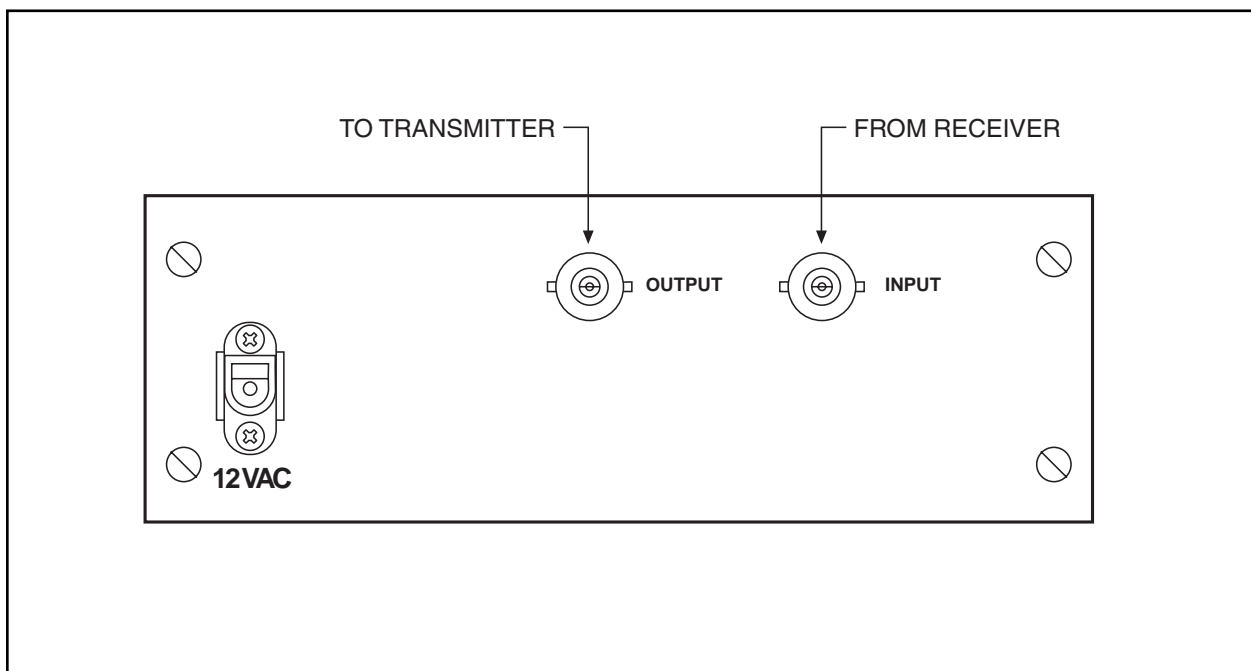 TO TRANSMITTER
FROM RECEIVER
OUTPUT
INPUT
12VAC